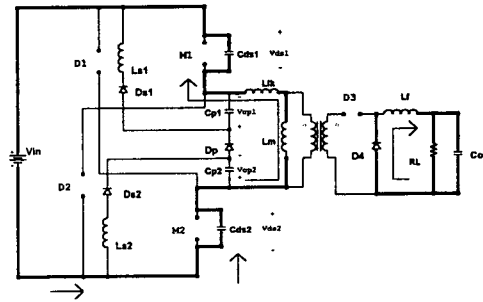 D1
Ls1
M1
Cds1
Vds1
Ds1
Llk
Cp1
Vcp1
D3
Lf
Vin
Dp
Lm
D4
RL
Co
Cp2
Vcp2
D2
Ds2
M2
Cds2
Vds2
Ls2